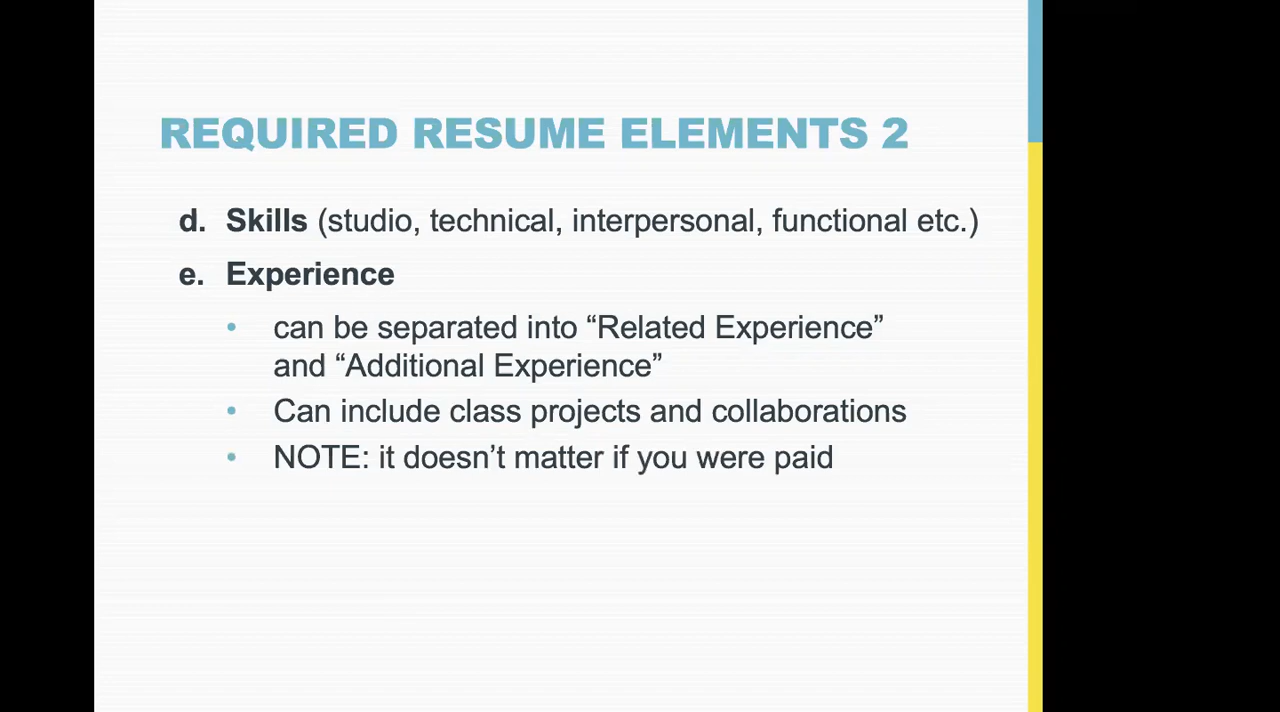 REQUIRED RESUME ELEMENTS 2
d. Skills (studio, technical, interpersonal, functional etc.)
e. Experience
• can be separated into “Related Experience”
and “Additional Experience”
• Can include class projects and collaborations
• NOTE: it doesn’t matter if you were paid